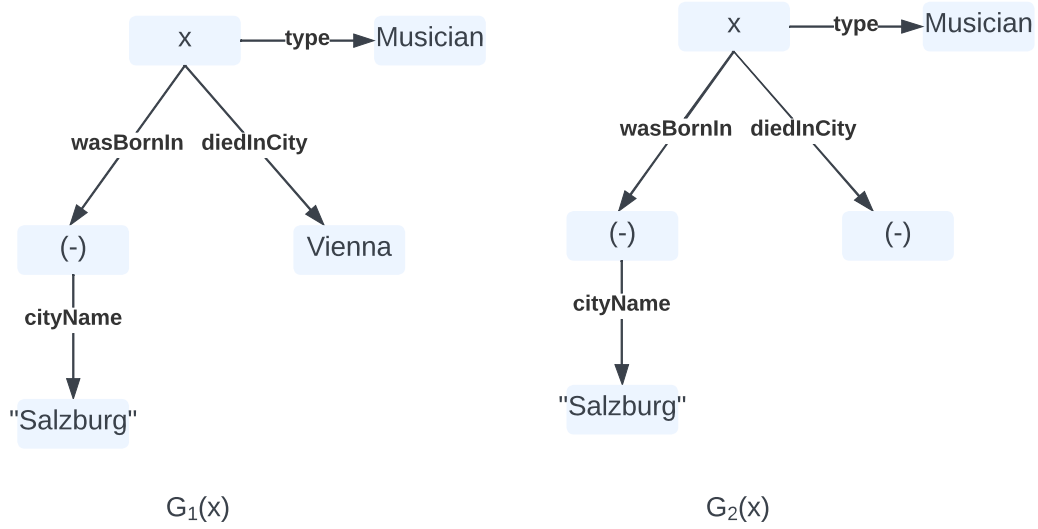 x
type
Musician
wasBornIn
diedInCity
(-)
Vienna
cityName
"Salzburg"
G₁(x)
x
type
Musician
wasBornIn
diedInCity
(-)
(-)
cityName
"Salzburg"
G₂(x)